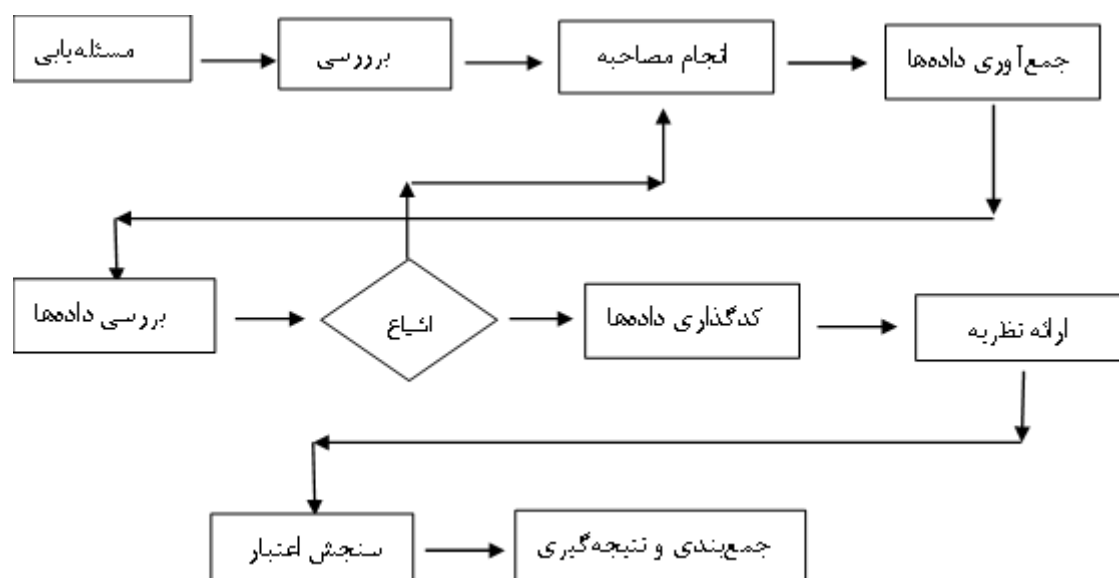 مسئله‌یابی
برررسی
انجام مصاحبه
جمع‌آوری داده‌ها
بررسی داده‌ها
اشباع
کدگذاری داده‌ها
ارائه نظریه
سنجش اعتبار
جمع‌بندی و نتیجه‌گیری